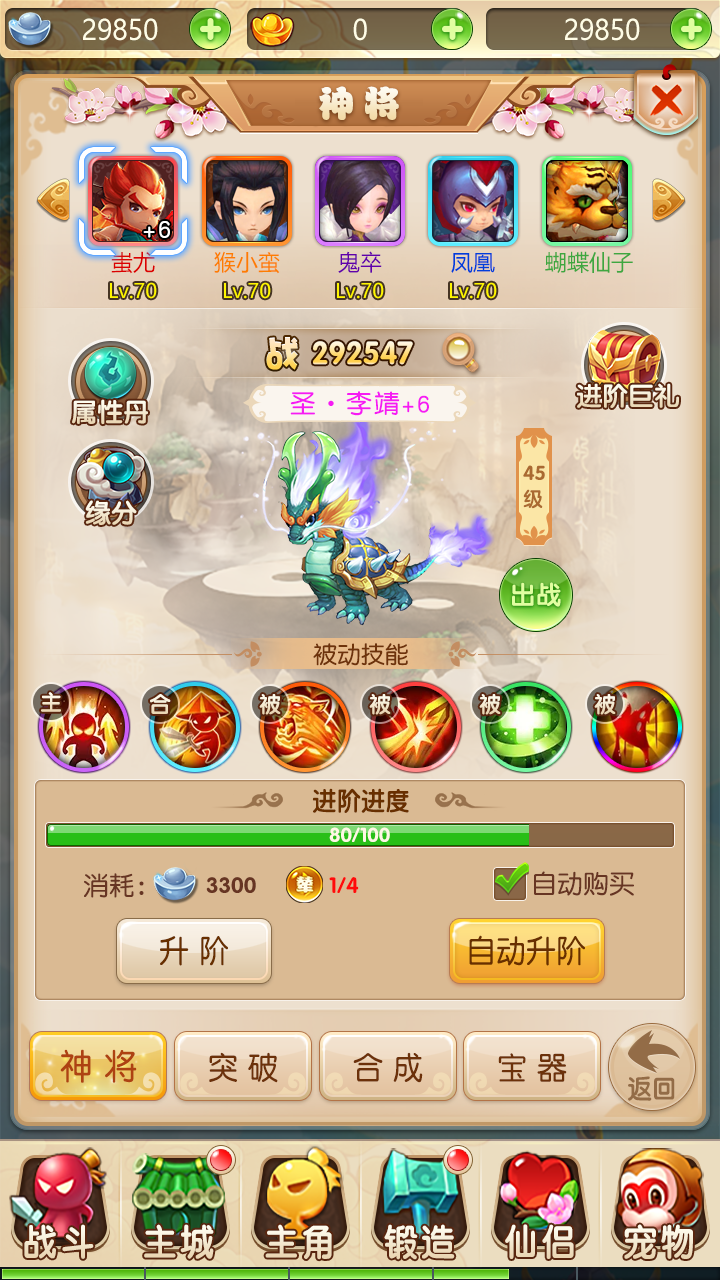 29850
0
29850
神将
+6
蚩尤
猴小蛮
鬼卒
凤凰
蝴蝶仙子
Lv.70
Lv.70
Lv.70
Lv.70
战 292547
属性丹
进阶巨礼
圣·李靖+6
缘分
45级
出战
被动技能
主
合
被
被
被
被
进阶进度
80/100
消耗:
3300
1/4
自动购买
升阶
自动升阶
神将
突破
合成
宝器
返回
战斗
主城
主角
锻造
仙侣
宠物